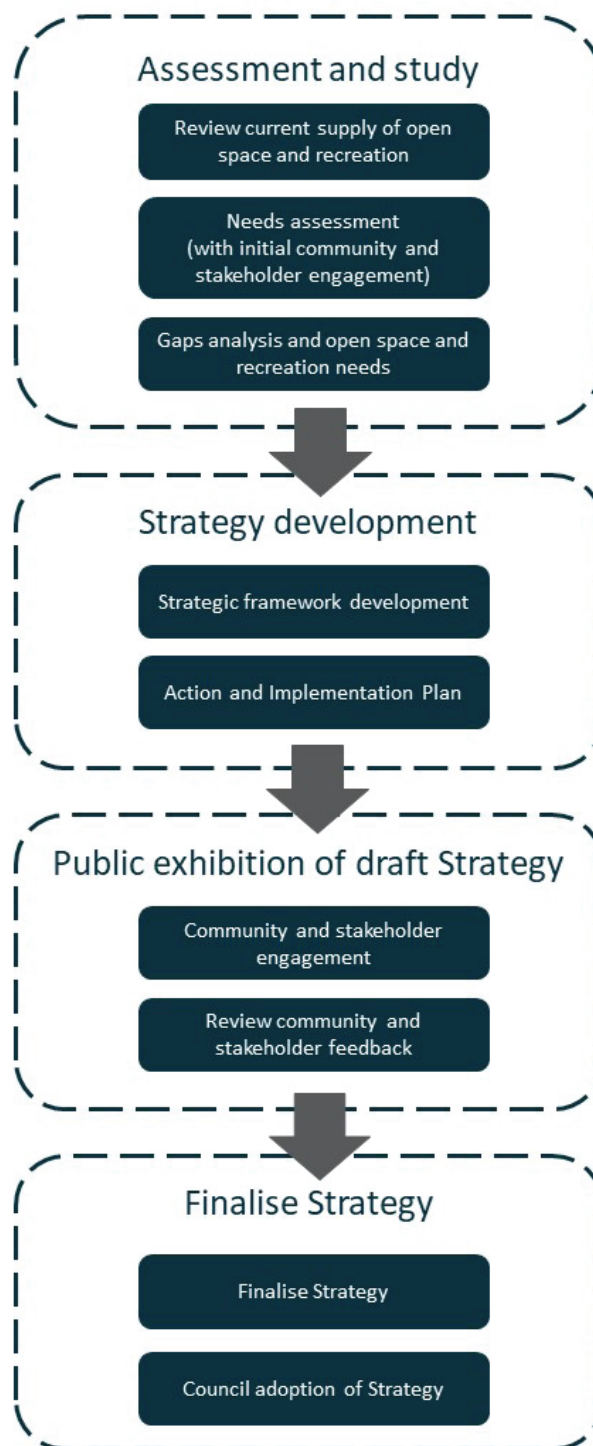 Assessment and study
Review current supply of open
space and recreation
Needs assessment
(with initial community and
stakeholder engagement)
Gaps analysis and open space and
recreation needs
Strategy development
Strategic framework development
Action and Implementation Plan
Public exhibition of draft Strategy
Community and stakeholder
engagement
Review community and
stakeholder feedback
Finalise Strategy
Finalise Strategy
Council adoption of Strategy